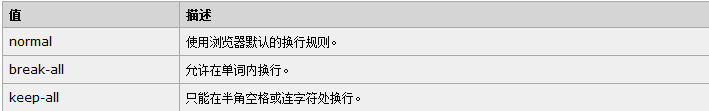 值 描述
normal 使用浏览器默认的换行规则。
break-all 允许在单词内换行。
keep-all 只能在半角空格或连字符处换行。